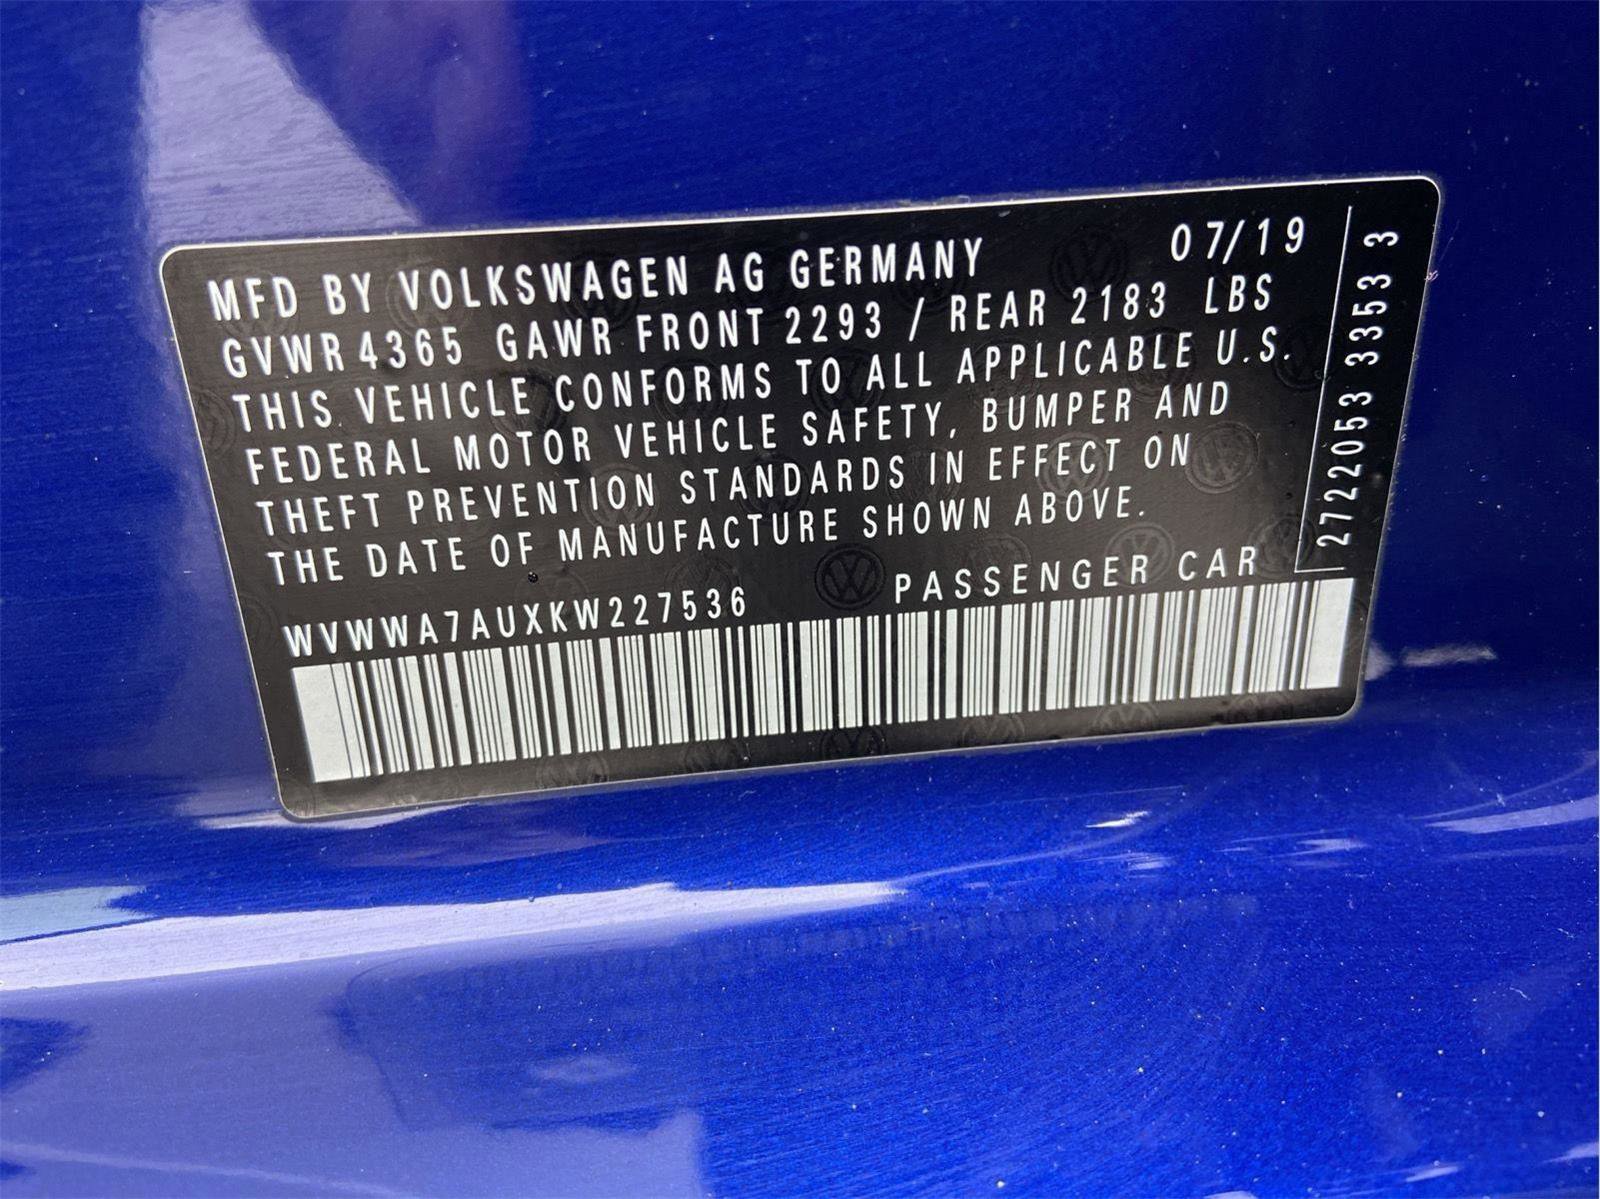 MFD BY VOLKSWAGEN AG GERMANY 07/19
GVWR 4365 GAWR FRONT 2293 / REAR 2183 LBS
THIS VEHICLE CONFORMS TO ALL APPLICABLE U.S.
FEDERAL MOTOR VEHICLE SAFETY, BUMPER AND
THEFT PREVENTION STANDARDS IN EFFECT ON
THE DATE OF MANUFACTURE SHOWN ABOVE.
WVWWA7AUXKW227536 PASSENGER CAR
2722053 3353 3